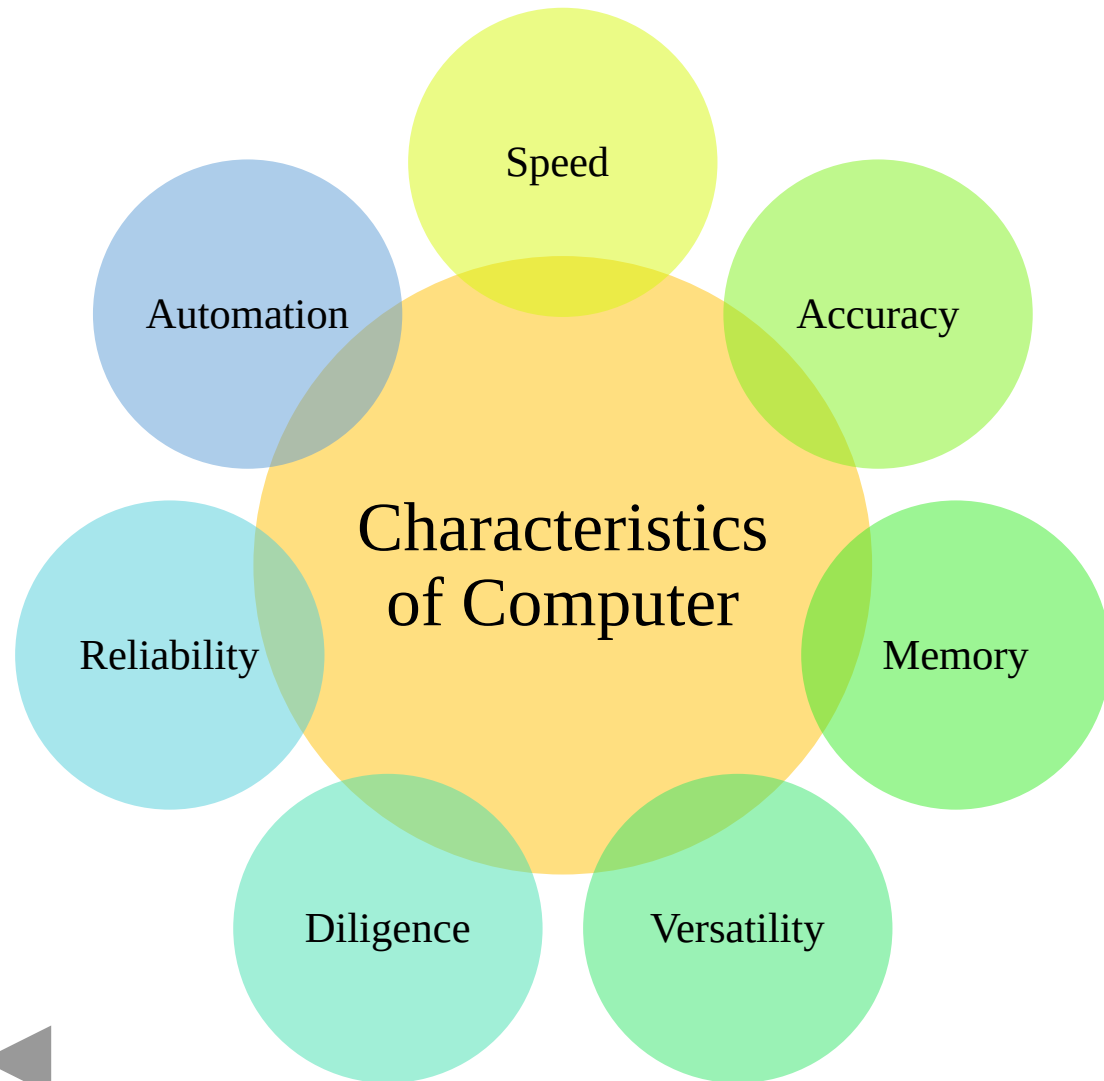 Speed
Automation
Accuracy
Characteristics
of Computer
Reliability
Memory
Diligence
Versatility